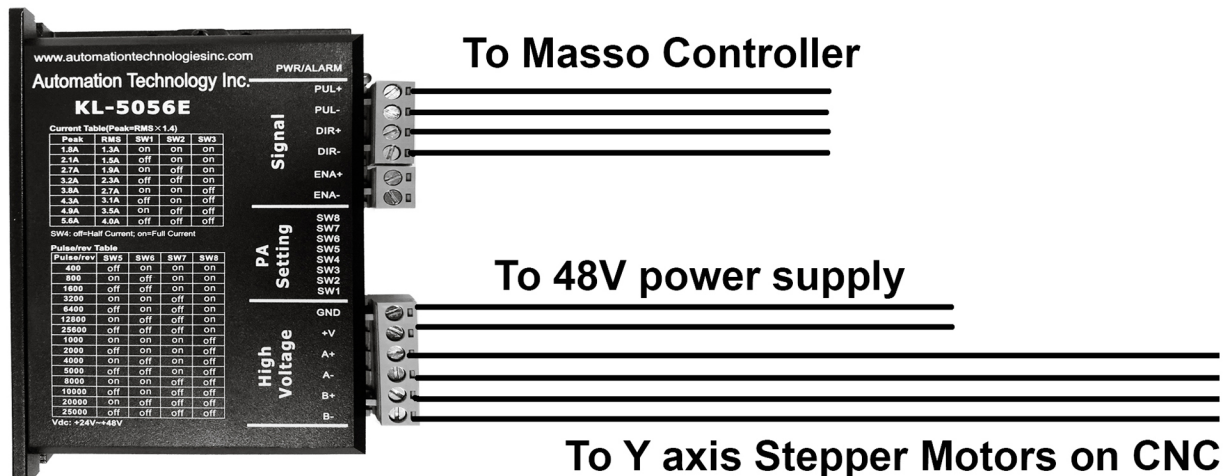 www.automationtechnologiesinc.com
Automation Technology Inc.
KL-5056E
Current Table(Peak=RMS×1.4)
Peak RMS SW1 SW2 SW3
1.8A 1.3A on on on
2.1A 1.5A off on on
2.7A 1.9A on off on
3.2A 2.3A off off on
3.8A 2.7A on on off
4.3A 3.1A off on off
4.9A 3.5A on off off
5.6A 4.0A off off off
SW4: off=Half Current; on=Full Current
Pulse/rev Table
Pulse/rev SW5 SW6 SW7 SW8
400 off on on on
800 on off on on
1600 off off on on
3200 on on off on
6400 off on off on
12800 on off off on
25600 off off off on
1000 on on on off
2000 off on on off
4000 on off on off
5000 off off on off
8000 on on off off
10000 off on off off
20000 on off off off
25000 off off off off
Vdc: +24V~+48V
PWR/ALARM
Signal
PUL+
PUL-
DIR+
DIR-
ENA+
ENA-
PA
Setting
SW8
SW7
SW6
SW5
SW4
SW3
SW2
SW1
High
Voltage
GND
+V
A+
A-
B+
B-
To Masso Controller
To 48V power supply
To Y axis Stepper Motors on CNC